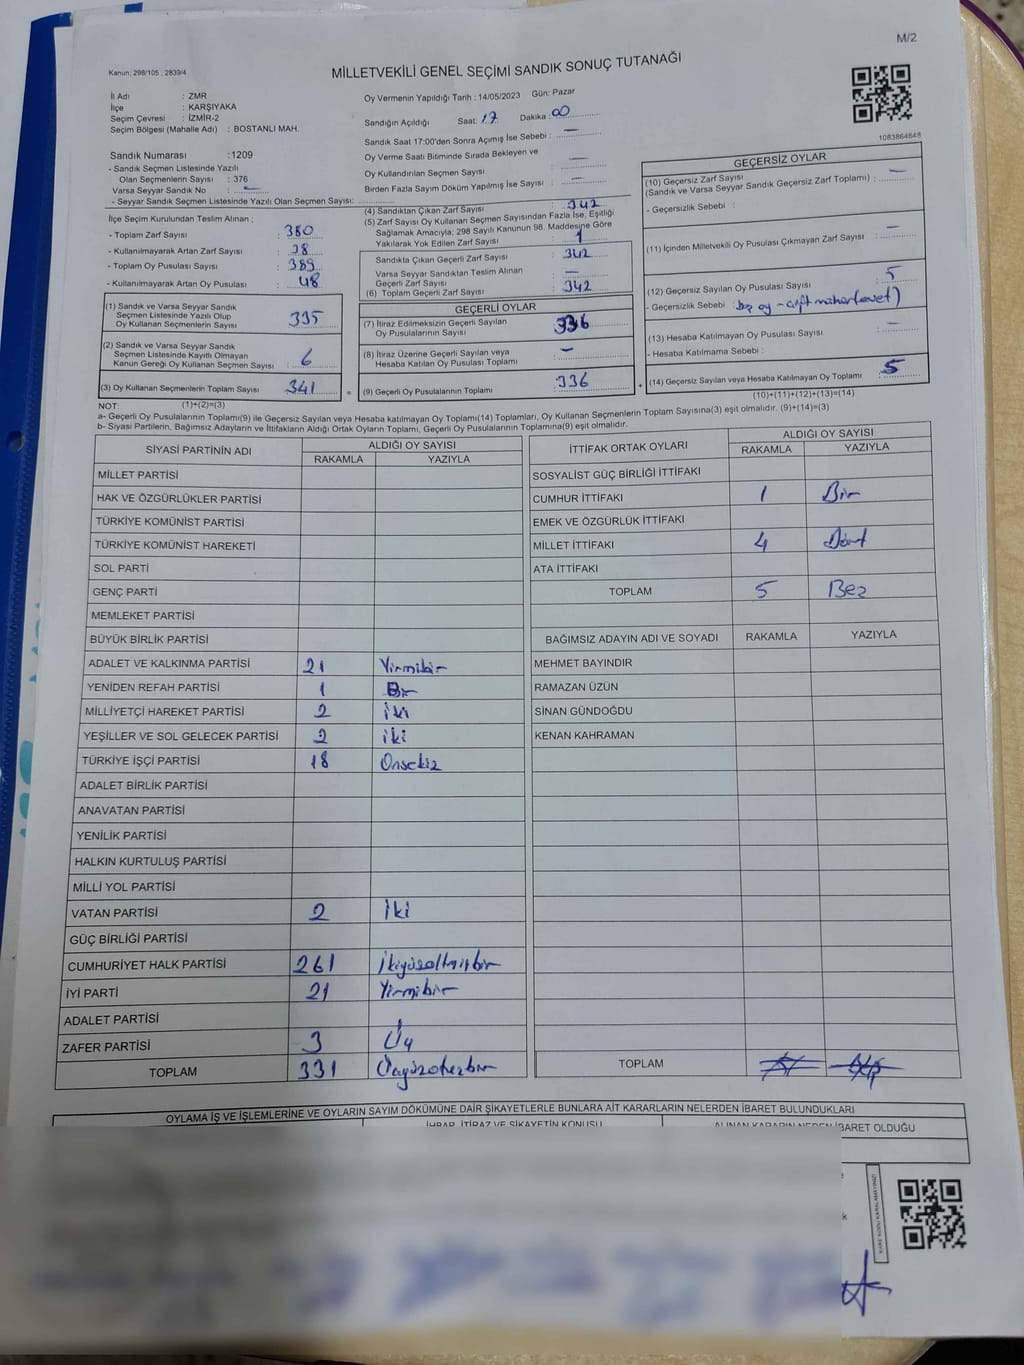 M/2
Kanun; 298/105 , 2839/4
MİLLETVEKİLİ GENEL SEÇİMİ SANDIK SONUÇ TUTANAĞI
İl Adı : ZMR
İlçe : KARŞIYAKA
Seçim Çevresi : İZMİR-2
Seçim Bölgesi (Mahalle Adı) : BOSTANLI MAH.
Oy Vermenin Yapıldığı Tarih : 14/05/2023 Gün: Pazar
Sandığın Açıldığı Saat: 17 Dakika: 00
Sandık Saat 17:00'den Sonra Açımış İse Sebebi : —
Oy Verme Saati Bitiminde Sırada Bekleyen ve
Oy Kullandırılan Seçmen Sayısı : —
Birden Fazla Sayım Döküm Yapılmış İse Sayısı : —
1083864648
Sandık Numarası :1209
- Sandık Seçmen Listesinde Yazılı
Olan Seçmenlerin Sayısı : 376
Varsa Seyyar Sandık No : —
- Seyyar Sandık Seçmen Listesinde Yazılı Olan Seçmen Sayısı:
İlçe Seçim Kurulundan Teslim Alınan ;
- Toplam Zarf Sayısı : 380
- Kullanılmayarak Artan Zarf Sayısı : 38
- Toplam Oy Pusulası Sayısı : 389
- Kullanılmayarak Artan Oy Pusulası : 48
(1) Sandık ve Varsa Seyyar Sandık
Seçmen Listesinde Yazılı Olup
Oy Kullanan Seçmenlerin Sayısı : 335
(2) Sandık ve Varsa Seyyar Sandık
Seçmen Listesinde Kayıtlı Olmayan
Kanun Gereği Oy Kullanan Seçmen Sayısı : 6
(3) Oy Kullanan Seçmenlerin Toplam Sayısı : 341
(1)+(2)=(3)
(4) Sandıktan Çıkan Zarf Sayısı : 342
(5) Zarf Sayısı Oy Kullanan Seçmen Sayısından Fazla İse, Eşitliği
Sağlamak Amacıyla; 298 Sayılı Kanunun 98. Maddesine Göre
Yakılarak Yok Edilen Zarf Sayısı : 1
Sandıkta Çıkan Geçerli Zarf Sayısı : 342
Varsa Seyyar Sandıktan Teslim Alınan
Geçerli Zarf Sayısı : —
(6) Toplam Geçerli Zarf Sayısı : 342
GEÇERLİ OYLAR
(7) İtiraz Edilmeksizin Geçerli Sayılan
Oy Pusulalarının Sayısı : 336
(8) İtiraz Üzerine Geçerli Sayılan veya
Hesaba Katılan Oy Pusulası Toplamı : —
= (9) Geçerli Oy Pusulalarının Toplamı : 336
GEÇERSİZ OYLAR
(10) Geçersiz Zarf Sayısı
(Sandık ve Varsa Seyyar Sandık Geçersiz Zarf Toplamı) : —
- Geçersizlik Sebebi :
(11) İçinden Milletvekili Oy Pusulası Çıkmayan Zarf Sayısı : —
(12) Geçersiz Sayılan Oy Pusulası Sayısı : 5
- Geçersizlik Sebebi : boş oy - çift mühür (evet)
(13) Hesaba Katılmayan Oy Pusulası Sayısı : —
- Hesaba Katılmama Sebebi :
+ (14) Geçersiz Sayılan veya Hesaba Katılmayan Oy Toplamı : 5
(10)+(11)+(12)+(13)=(14)
NOT:
a- Geçerli Oy Pusulalarının Toplamı(9) ile Geçersiz Sayılan veya Hesaba katılmayan Oy Toplamı(14) Toplamları, Oy Kullanan Seçmenlerin Toplam Sayısına(3) eşit olmalıdır. (9)+(14)=(3)
b- Siyasi Partilerin, Bağımsız Adayların ve İttifakların Aldığı Ortak Oyların Toplamı, Geçerli Oy Pusulalarının Toplamına(9) eşit olmalıdır.
SİYASİ PARTİNİN ADI ALDIĞI OY SAYISI
RAKAMLA YAZIYLA
MİLLET PARTİSİ
HAK VE ÖZGÜRLÜKLER PARTİSİ
TÜRKİYE KOMÜNİST PARTİSİ
TÜRKİYE KOMÜNİST HAREKETİ
SOL PARTİ
GENÇ PARTİ
MEMLEKET PARTİSİ
BÜYÜK BİRLİK PARTİSİ
ADALET VE KALKINMA PARTİSİ 21 Yirmibir
YENİDEN REFAH PARTİSİ 1 Bir
MİLLİYETÇİ HAREKET PARTİSİ 2 iki
YEŞİLLER VE SOL GELECEK PARTİSİ 2 iki
TÜRKİYE İŞÇİ PARTİSİ 18 Onsekiz
ADALET BİRLİK PARTİSİ
ANAVATAN PARTİSİ
YENİLİK PARTİSİ
HALKIN KURTULUŞ PARTİSİ
MİLLİ YOL PARTİSİ
VATAN PARTİSİ 2 İki
GÜÇ BİRLİĞİ PARTİSİ
CUMHURİYET HALK PARTİSİ 261 İkiyüzaltmışbir
İYİ PARTİ 21 Yirmibir
ADALET PARTİSİ
ZAFER PARTİSİ 3 Üç
TOPLAM 331 Üçyüzotuzbir
İTTİFAK ORTAK OYLARI ALDIĞI OY SAYISI
RAKAMLA YAZIYLA
SOSYALİST GÜÇ BİRLİĞİ İTTİFAKI
CUMHUR İTTİFAKI 1 Bir
EMEK VE ÖZGÜRLÜK İTTİFAKI
MİLLET İTTİFAKI 4 Dört
ATA İTTİFAKI
TOPLAM 5 Beş
BAĞIMSIZ ADAYIN ADI VE SOYADI RAKAMLA YAZIYLA
MEHMET BAYINDIR
RAMAZAN ÜZÜN
SİNAN GÜNDOĞDU
KENAN KAHRAMAN
TOPLAM
OYLAMA İŞ VE İŞLEMLERİNE VE OYLARIN SAYIM DÖKÜMÜNE DAİR ŞİKAYETLERLE BUNLARA AİT KARARLARIN NELERDEN İBARET BULUNDUKLARI
İHBAR, İTİRAZ VE ŞİKAYETİN KONUSU ALINAN KARARIN NEDEN İBARET OLDUĞU
KARE KODU KARALAMAYINIZ!